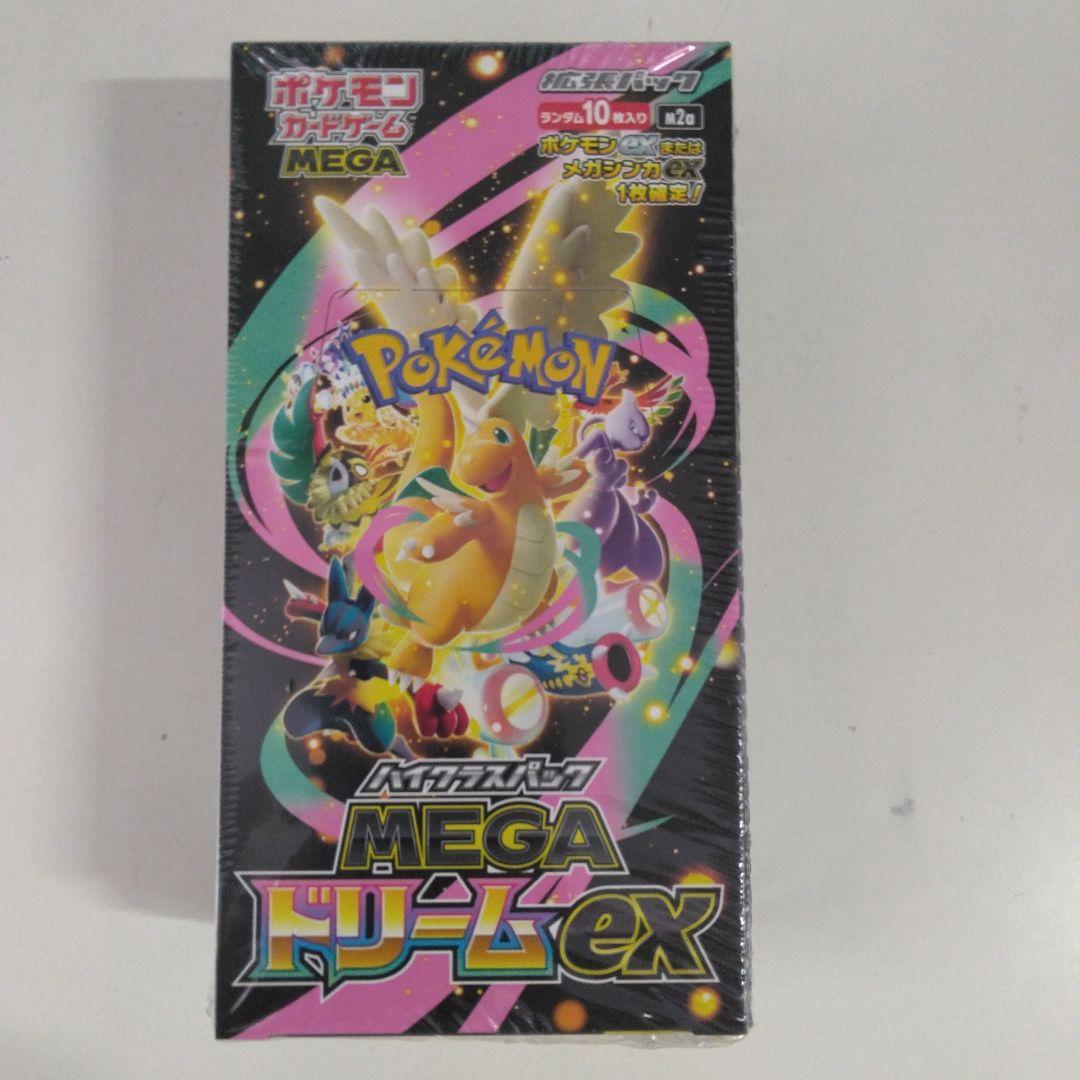 ポケモン
カードゲーム
MEGA
拡張パック
ランダム10枚入り M2a
ポケモンexまたは
メガシンカex
1枚確定!
POKéMON
ハイクラスパック
MEGA
ドリームex